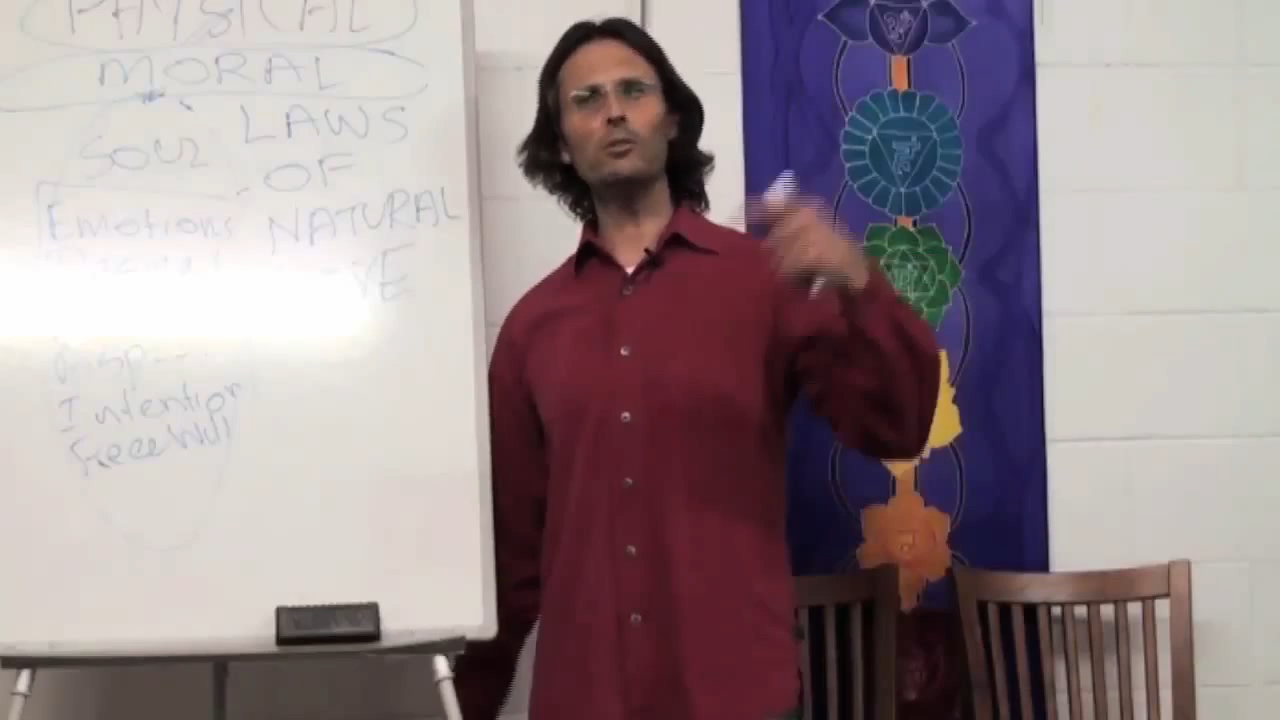 PHYSICAL
MORAL
SOUL
LAWS
OF
Emotions
NATURAL
Intention
Free Will